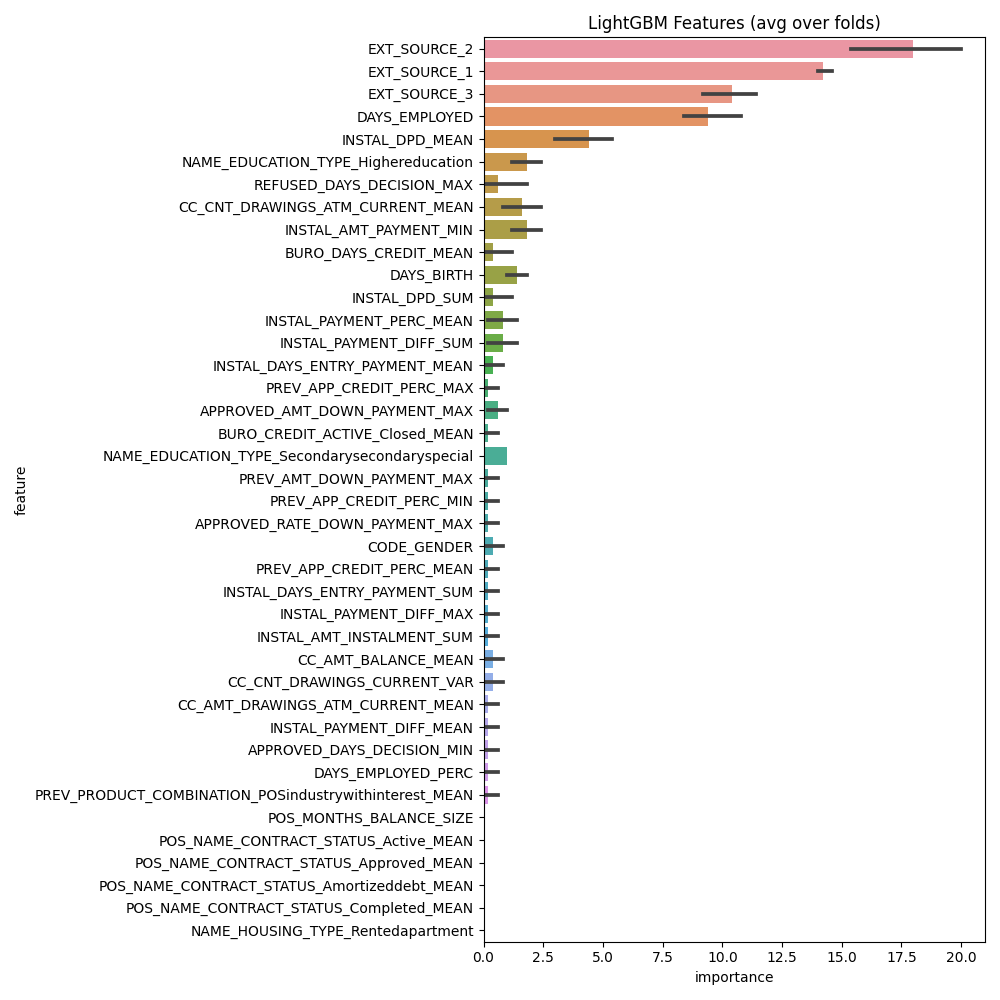 LightGBM Features (avg over folds)
EXT_SOURCE_2
EXT_SOURCE_1
EXT_SOURCE_3
DAYS_EMPLOYED
INSTAL_DPD_MEAN
NAME_EDUCATION_TYPE_Highereducation
REFUSED_DAYS_DECISION_MAX
CC_CNT_DRAWINGS_ATM_CURRENT_MEAN
INSTAL_AMT_PAYMENT_MIN
BURO_DAYS_CREDIT_MEAN
DAYS_BIRTH
INSTAL_DPD_SUM
INSTAL_PAYMENT_PERC_MEAN
INSTAL_PAYMENT_DIFF_SUM
INSTAL_DAYS_ENTRY_PAYMENT_MEAN
PREV_APP_CREDIT_PERC_MAX
APPROVED_AMT_DOWN_PAYMENT_MAX
BURO_CREDIT_ACTIVE_Closed_MEAN
NAME_EDUCATION_TYPE_Secondarysecondaryspecial
PREV_AMT_DOWN_PAYMENT_MAX
PREV_APP_CREDIT_PERC_MIN
APPROVED_RATE_DOWN_PAYMENT_MAX
CODE_GENDER
PREV_APP_CREDIT_PERC_MEAN
INSTAL_DAYS_ENTRY_PAYMENT_SUM
INSTAL_PAYMENT_DIFF_MAX
INSTAL_AMT_INSTALMENT_SUM
CC_AMT_BALANCE_MEAN
CC_CNT_DRAWINGS_CURRENT_VAR
CC_AMT_DRAWINGS_ATM_CURRENT_MEAN
INSTAL_PAYMENT_DIFF_MEAN
APPROVED_DAYS_DECISION_MIN
DAYS_EMPLOYED_PERC
PREV_PRODUCT_COMBINATION_POSindustrywithinterest_MEAN
POS_MONTHS_BALANCE_SIZE
POS_NAME_CONTRACT_STATUS_Active_MEAN
POS_NAME_CONTRACT_STATUS_Approved_MEAN
POS_NAME_CONTRACT_STATUS_Amortizeddebt_MEAN
POS_NAME_CONTRACT_STATUS_Completed_MEAN
NAME_HOUSING_TYPE_Rentedapartment
feature
0.0 2.5 5.0 7.5 10.0 12.5 15.0 17.5 20.0
importance